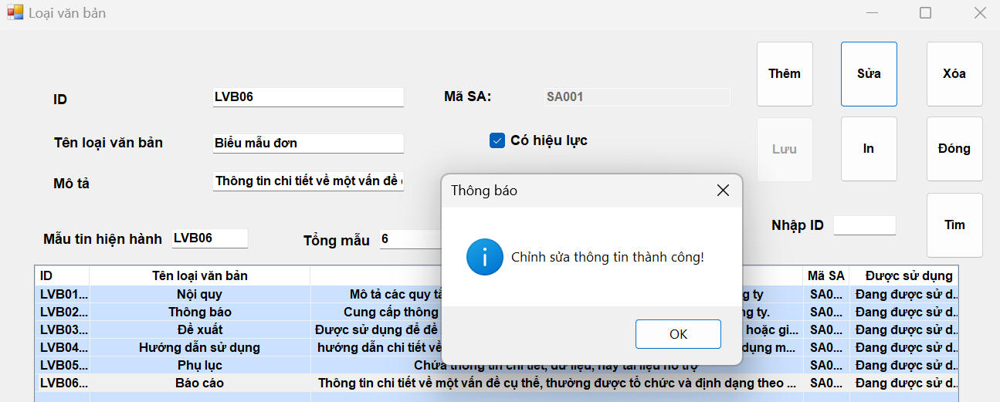 Loại văn bản
Thêm
Sửa
Xóa
ID
LVB06
Mã SA:
SA001
Tên loại văn bản
Biểu mẫu đơn
Có hiệu lực
Lưu
In
Đóng
Mô tả
Thông tin chi tiết về một vấn đề
Thông báo
Mẫu tin hiện hành
LVB06
Tổng mẫu
6
Nhập ID
Tìm
Chỉnh sửa thông tin thành công!
OK
ID Tên loại văn bản Mã SA Được sử dụng
LVB01... Nội quy Mô tả các quy tắ ng ty SA0... Đang được sử d...
LVB02... Thông báo Cung cấp thông ng ty. SA0... Đang được sử d...
LVB03... Đề xuất Được sử dụng để đề hoặc gi... SA0... Đang được sử d...
LVB04... Hướng dẫn sử dụng hướng dẫn chi tiết về dụng m... SA0... Đang được sử d...
LVB05... Phụ lục Chứa thông tin chi tiết, dữ liệu, hay tài liệu hỗ trợ SA0... Đang được sử d...
LVB06... Báo cáo Thông tin chi tiết về một vấn đề cụ thể, thường được tổ chức và định dạng theo ... SA0... Đang được sử d...